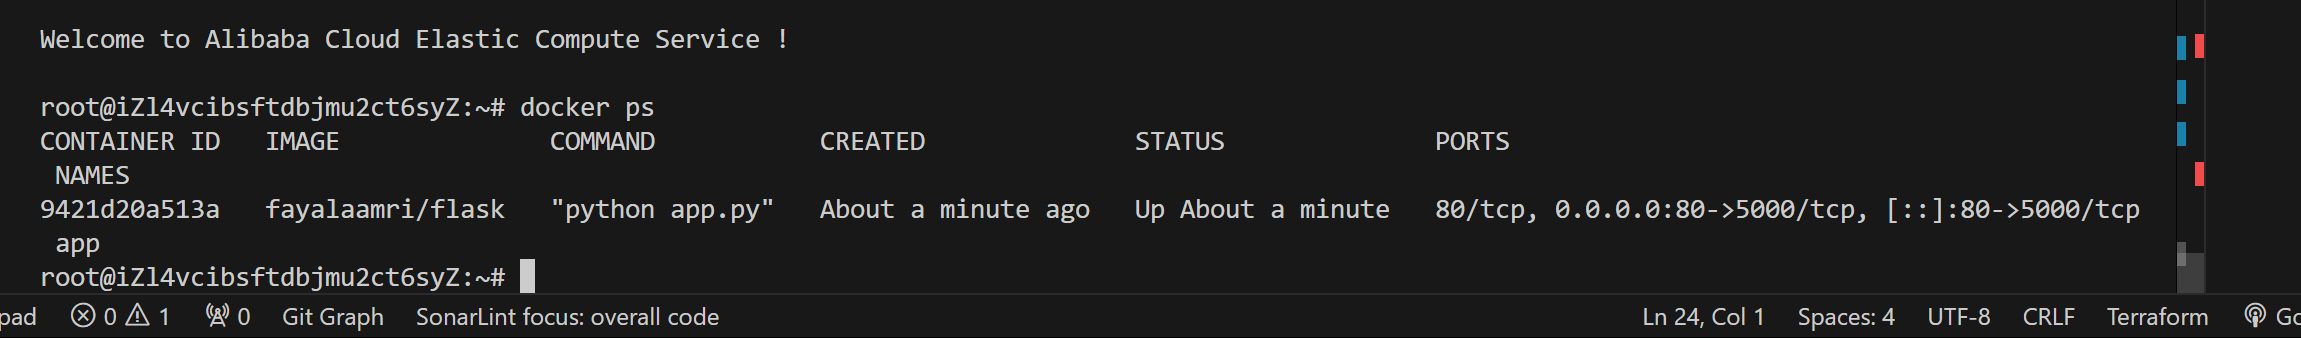 Welcome to Alibaba Cloud Elastic Compute Service !
root@iZl4vcibsftdbjmu2ct6syZ:~# docker ps
CONTAINER ID   IMAGE              COMMAND           CREATED              STATUS              PORTS
 NAMES
9421d20a513a   fayalaamri/flask   "python app.py"   About a minute ago   Up About a minute   80/tcp, 0.0.0.0:80->5000/tcp, [::]:80->5000/tcp
 app
root@iZl4vcibsftdbjmu2ct6syZ:~#
pad 0 1 0 Git Graph SonarLint focus: overall code Ln 24, Col 1 Spaces: 4 UTF-8 CRLF Terraform Go